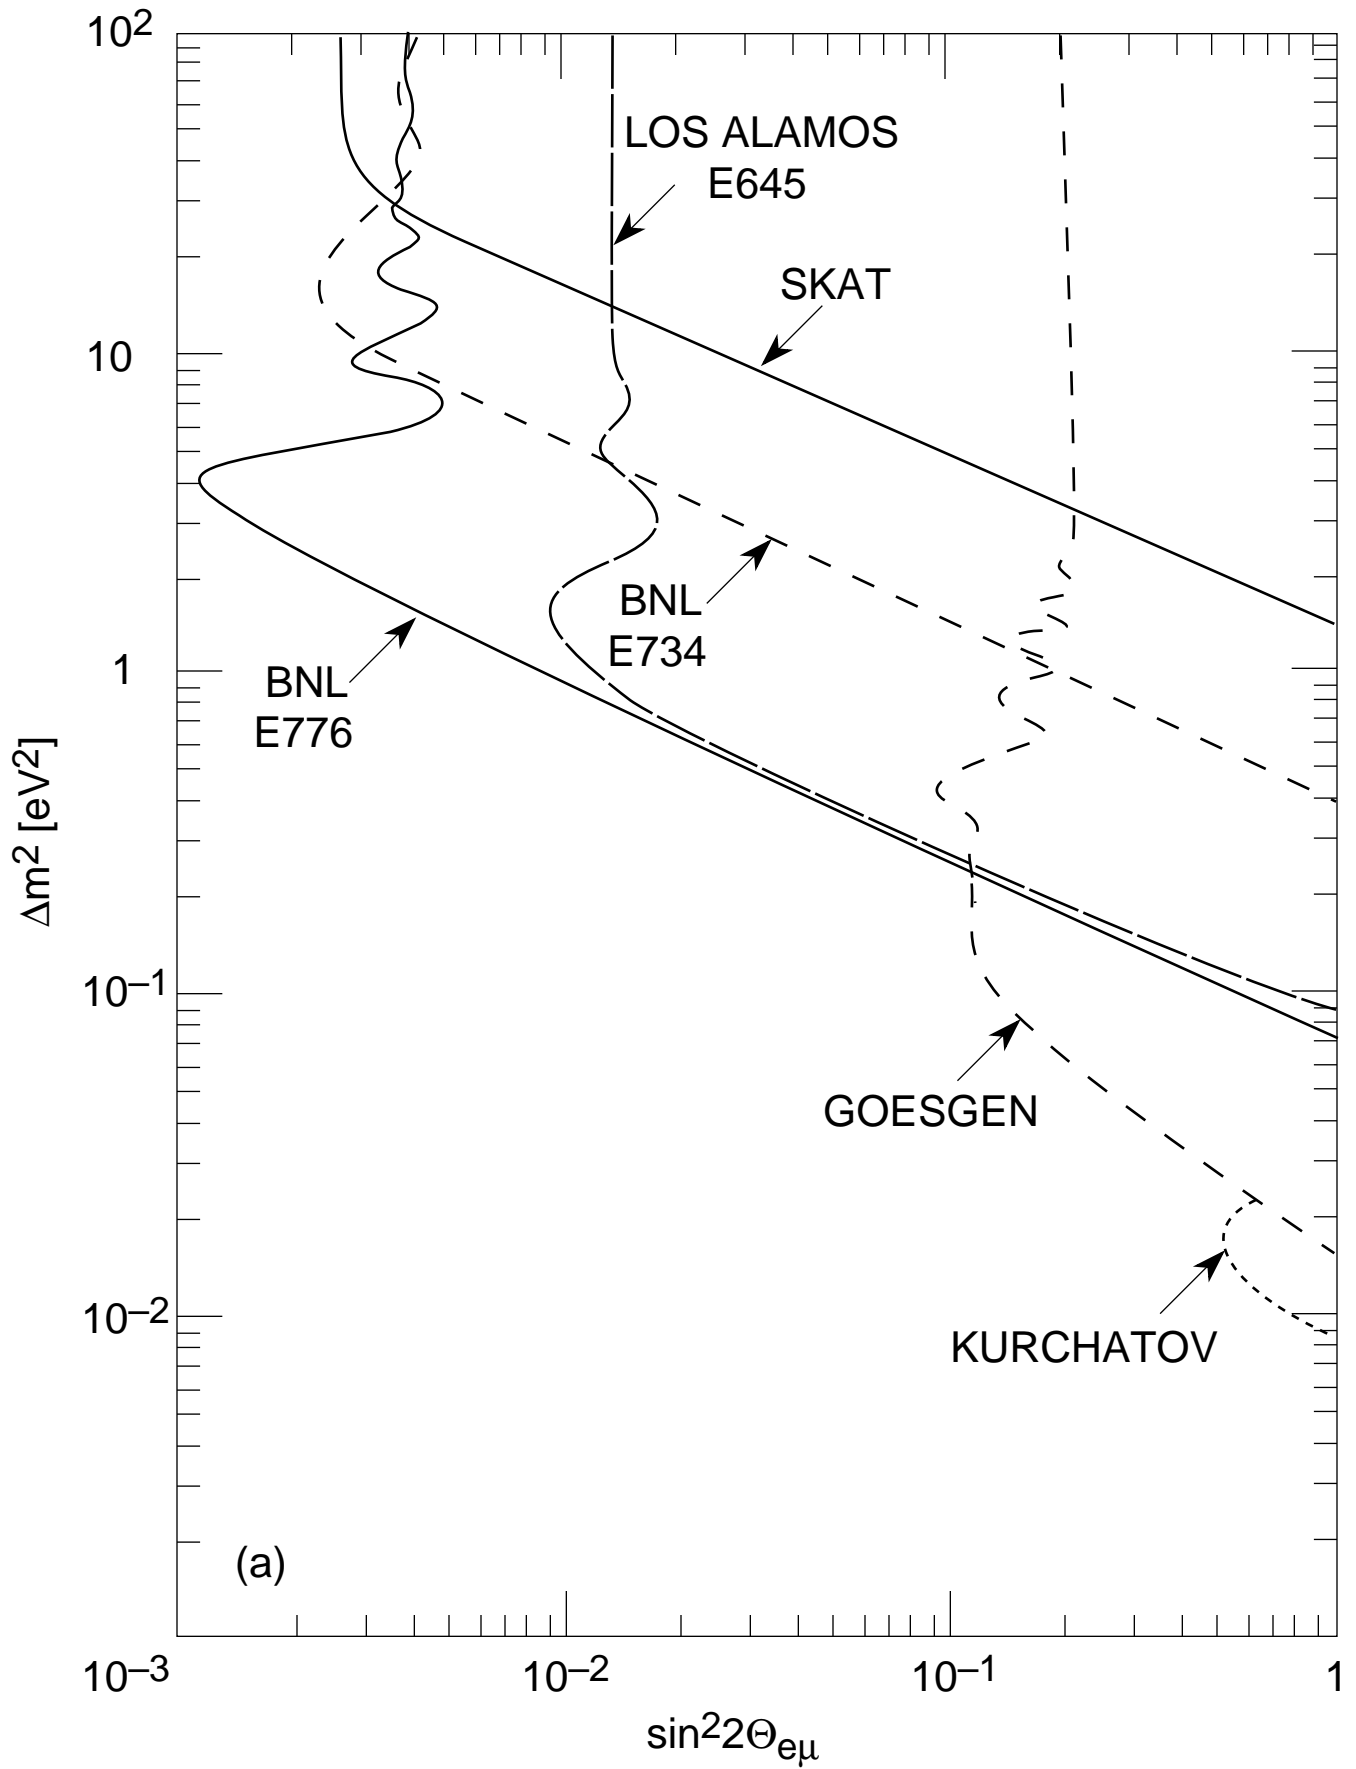 10²
LOS ALAMOS
E645
SKAT
10
BNL
E734
1
BNL
E776
Δm² [eV²]
10⁻¹
GOESGEN
10⁻²
KURCHATOV
(a)
10⁻³ 10⁻² 10⁻¹ 1
sin²2Θeμ